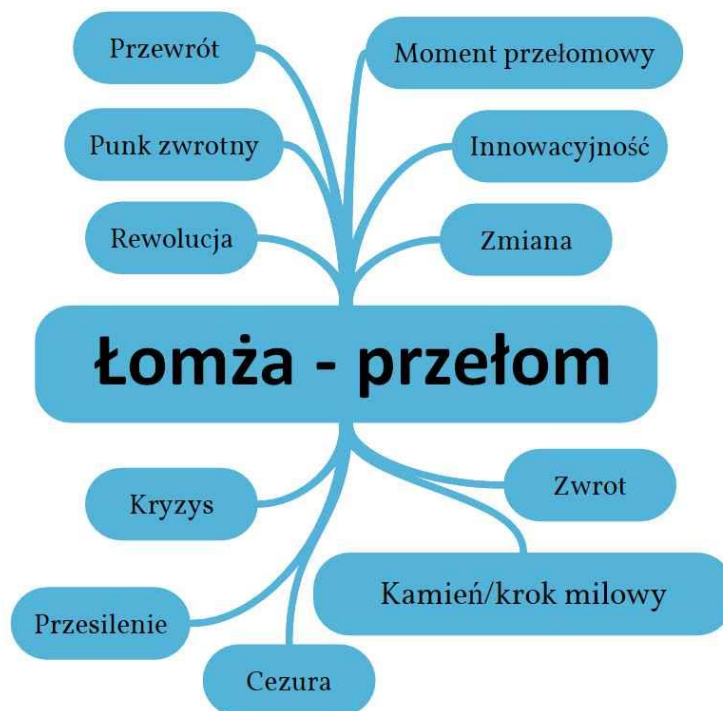 Przewrót
Moment przełomowy
Punk zwrotny
Innowacyjność
Rewolucja
Zmiana
Łomża - przełom
Kryzys
Zwrot
Kamień/krok milowy
Przesilenie
Cezura